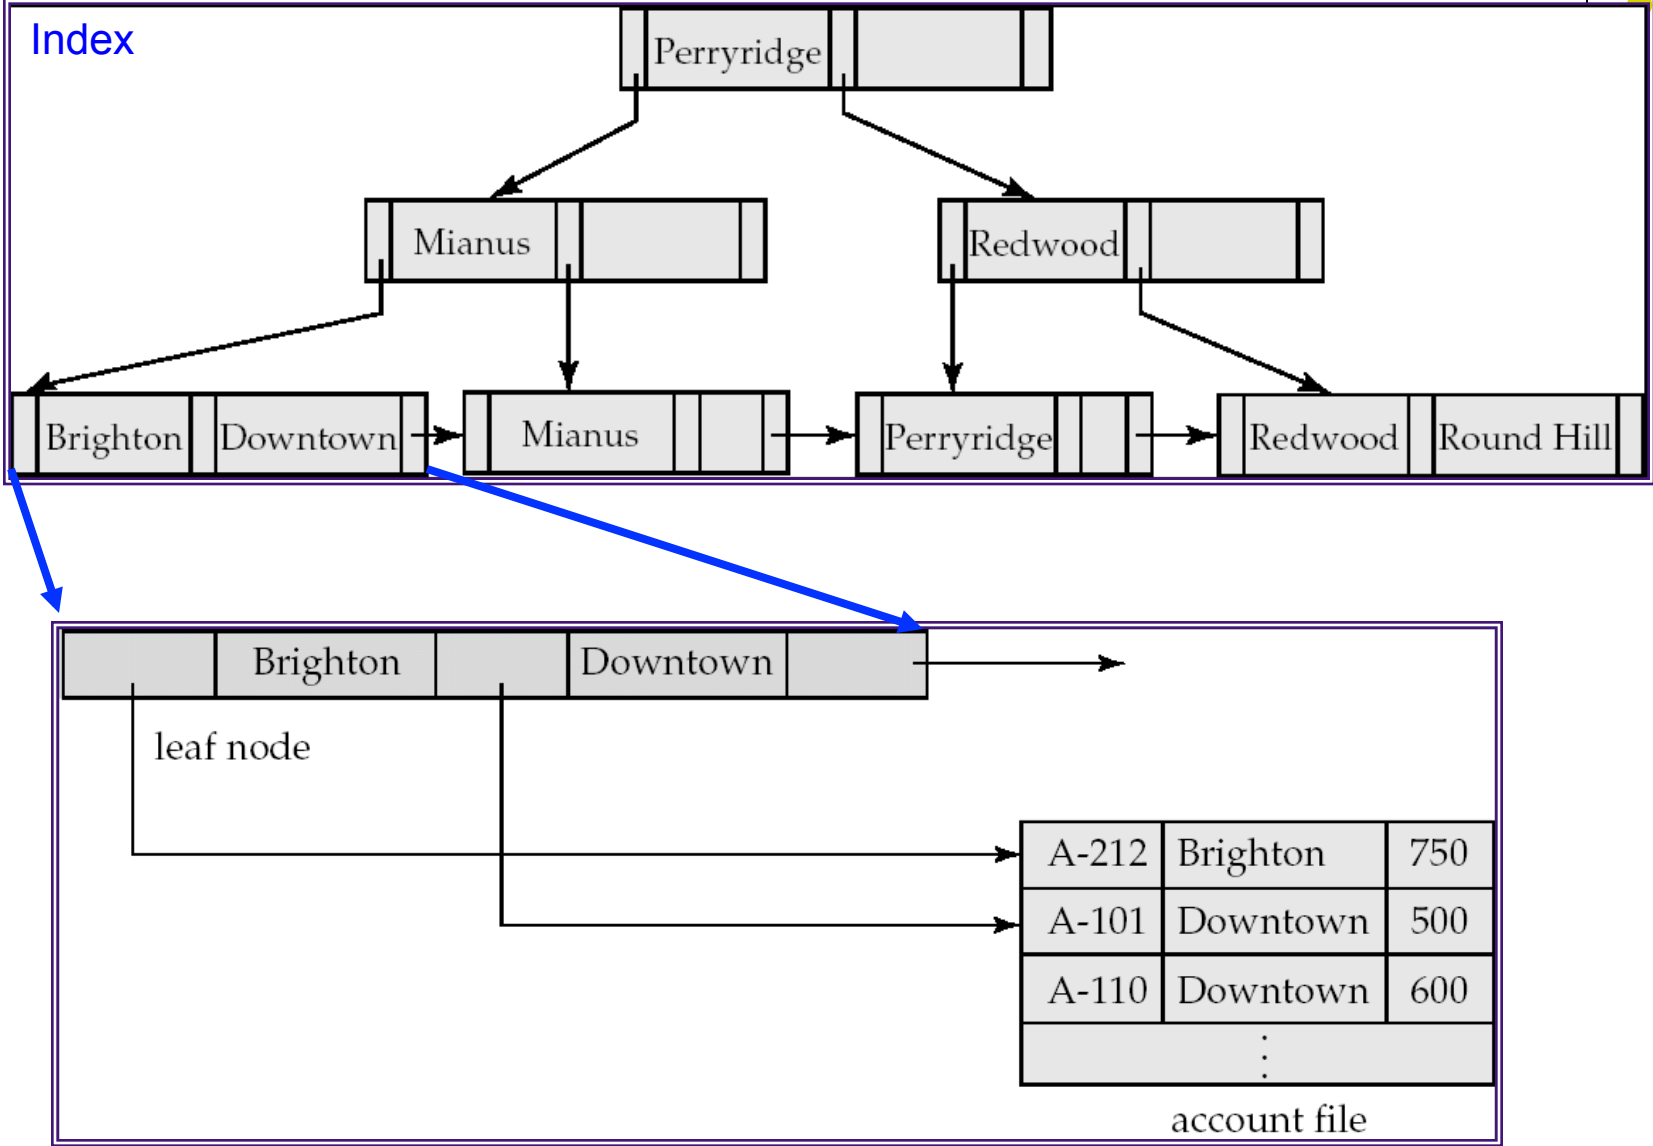 Index
Perryridge
Mianus
Redwood
Brighton Downtown Mianus Perryridge Redwood Round Hill
Brighton Downtown
leaf node
A-212 Brighton 750
A-101 Downtown 500
A-110 Downtown 600
⋮
account file